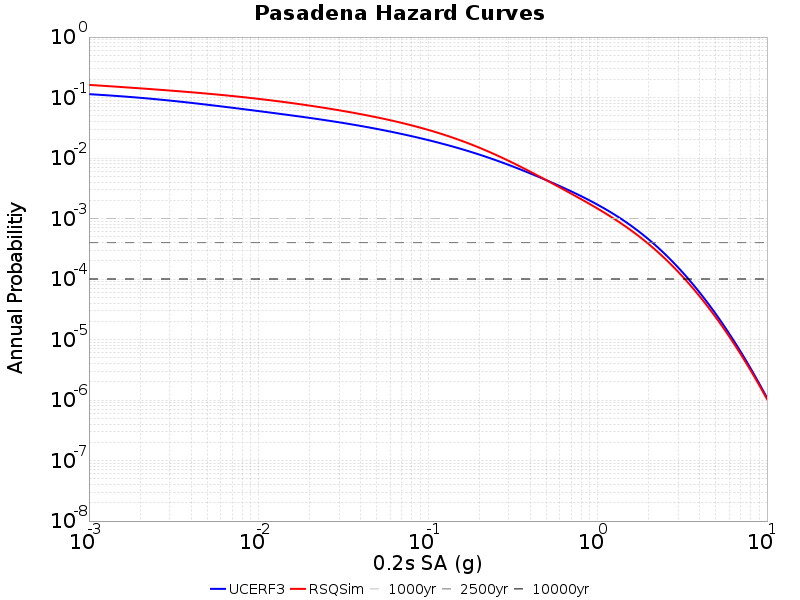 Pasadena Hazard Curves
Annual Probabilitiy
10^0
10^-1
10^-2
10^-3
10^-4
10^-5
10^-6
10^-7
10^-8
10^-3 10^-2 10^-1 10^0 10^1
0.2s SA (g)
UCERF3 RSQSim 1000yr 2500yr 10000yr